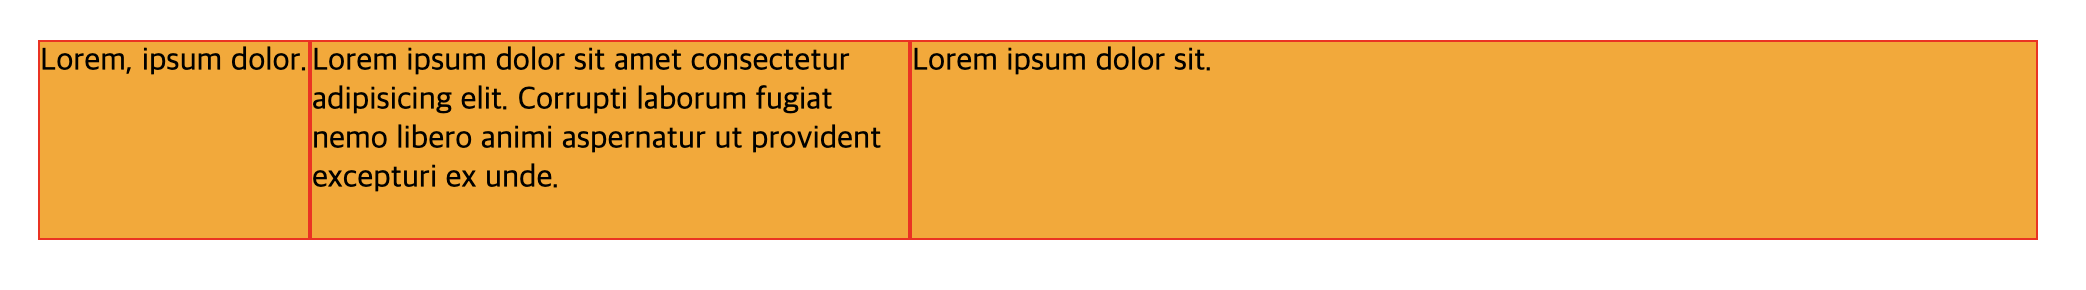 Lorem, ipsum dolor.
Lorem ipsum dolor sit amet consectetur
adipisicing elit. Corrupti laborum fugiat
nemo libero animi aspernatur ut provident
excepturi ex unde.
Lorem ipsum dolor sit.